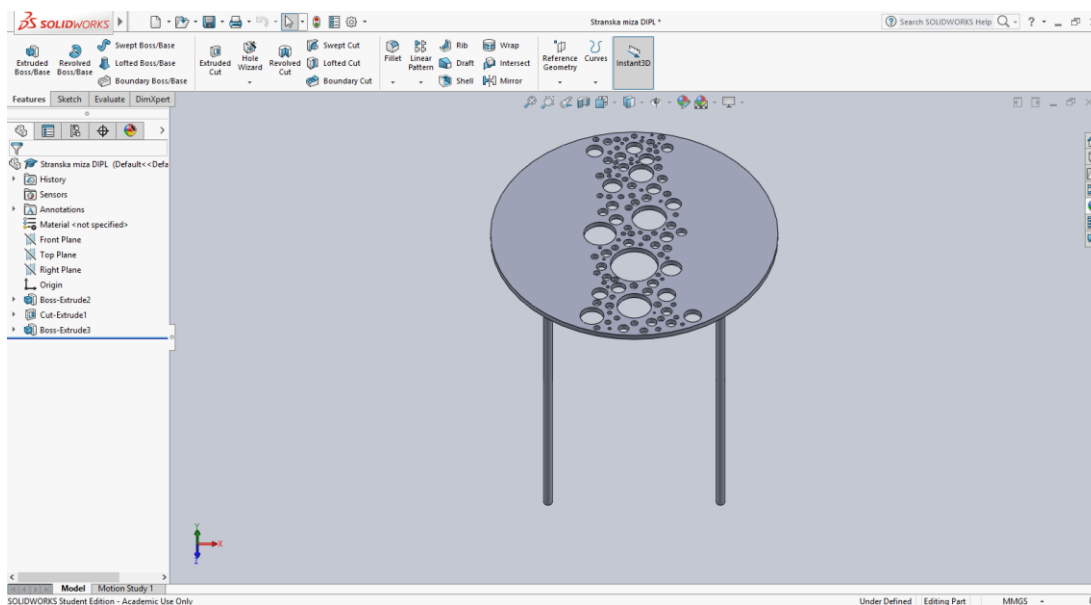 SOLIDWORKS
Stranska miza DIPL *
Search SOLIDWORKS Help
Extruded Boss/Base
Revolved Boss/Base
Swept Boss/Base
Lofted Boss/Base
Boundary Boss/Base
Extruded Cut
Hole Wizard
Revolved Cut
Swept Cut
Lofted Cut
Boundary Cut
Fillet
Linear Pattern
Rib
Draft
Shell
Wrap
Intersect
Mirror
Reference Geometry
Curves
Instant3D
Features
Sketch
Evaluate
DimXpert
Stranska miza DIPL (Default<<Defa
History
Sensors
Annotations
Material <not specified>
Front Plane
Top Plane
Right Plane
Origin
Boss-Extrude2
Cut-Extrude1
Boss-Extrude3
Y
X
Z
Model
Motion Study 1
SOLIDWORKS Student Edition - Academic Use Only
Under Defined
Editing Part
MMGS